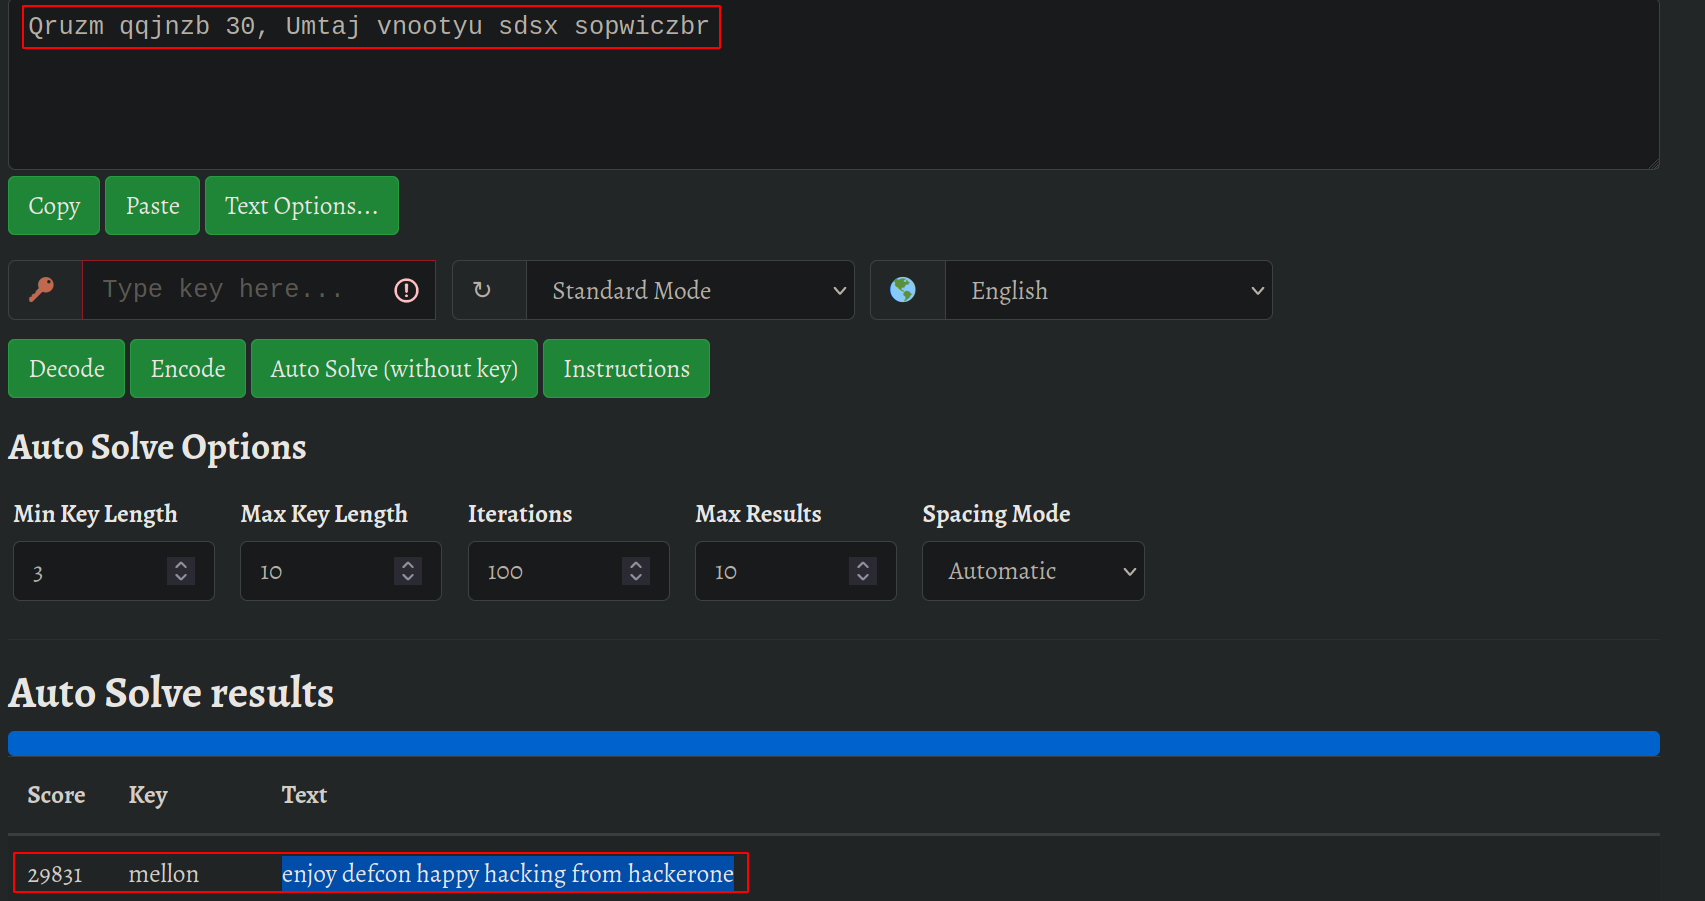 Qruzm qqjnzb 30, Umtaj vnootyu sdsx sopwiczbr
Copy Paste Text Options...
Type key here... Standard Mode English
Decode Encode Auto Solve (without key) Instructions
Auto Solve Options
Min Key Length Max Key Length Iterations Max Results Spacing Mode
3 10 100 10 Automatic
Auto Solve results
Score Key Text
29831 mellon enjoy defcon happy hacking from hackerone